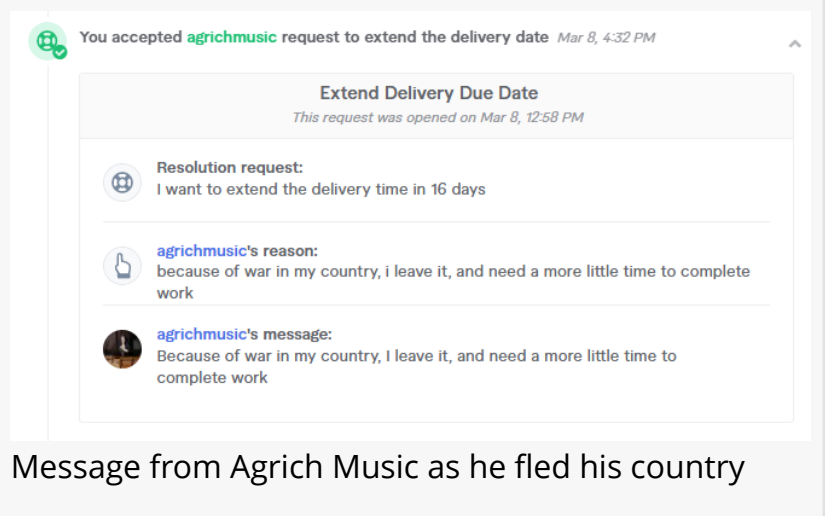 You accepted agrichmusic request to extend the delivery date Mar 8, 4:32 PM
Extend Delivery Due Date
This request was opened on Mar 8, 12:58 PM
Resolution request:
I want to extend the delivery time in 16 days
agrichmusic's reason:
because of war in my country, i leave it, and need a more little time to complete
work
agrichmusic's message:
Because of war in my country, I leave it, and need a more little time to
complete work
Message from Agrich Music as he fled his country